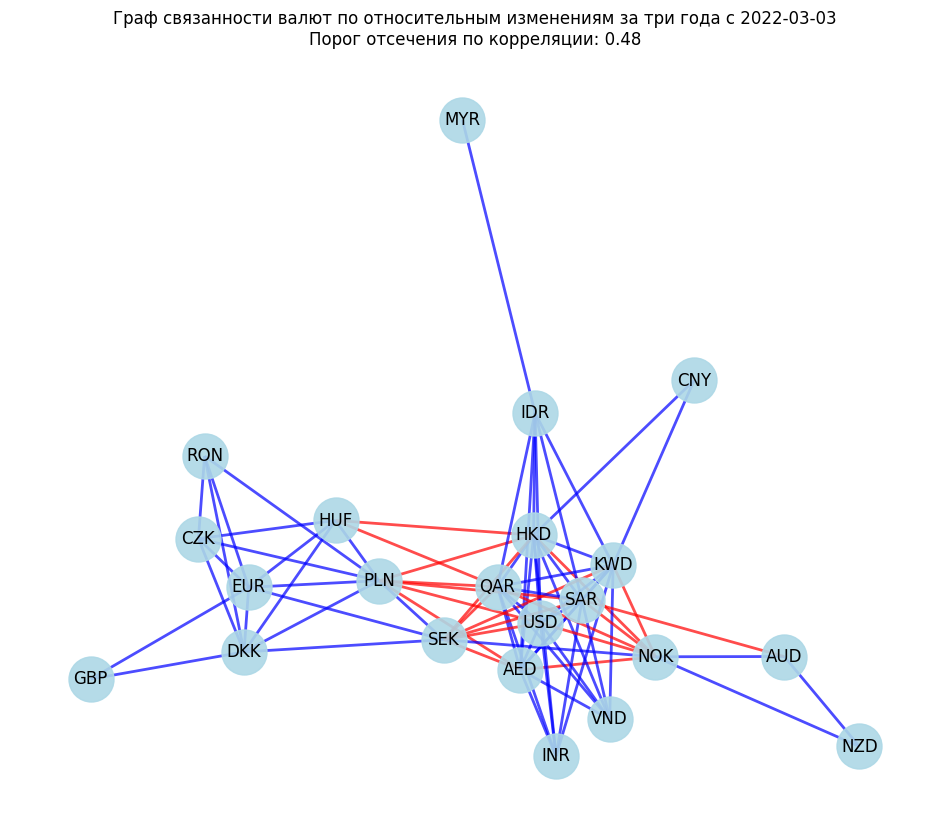 Граф связанности валют по относительным изменениям за три года с 2022-03-03
Порог отсечения по корреляции: 0.48
MYR
CNY
IDR
RON
HUF
HKD
CZK
KWD
EUR
PLN
QAR
SAR
USD
SEK
DKK
NOK
AUD
AED
GBP
VND
NZD
INR